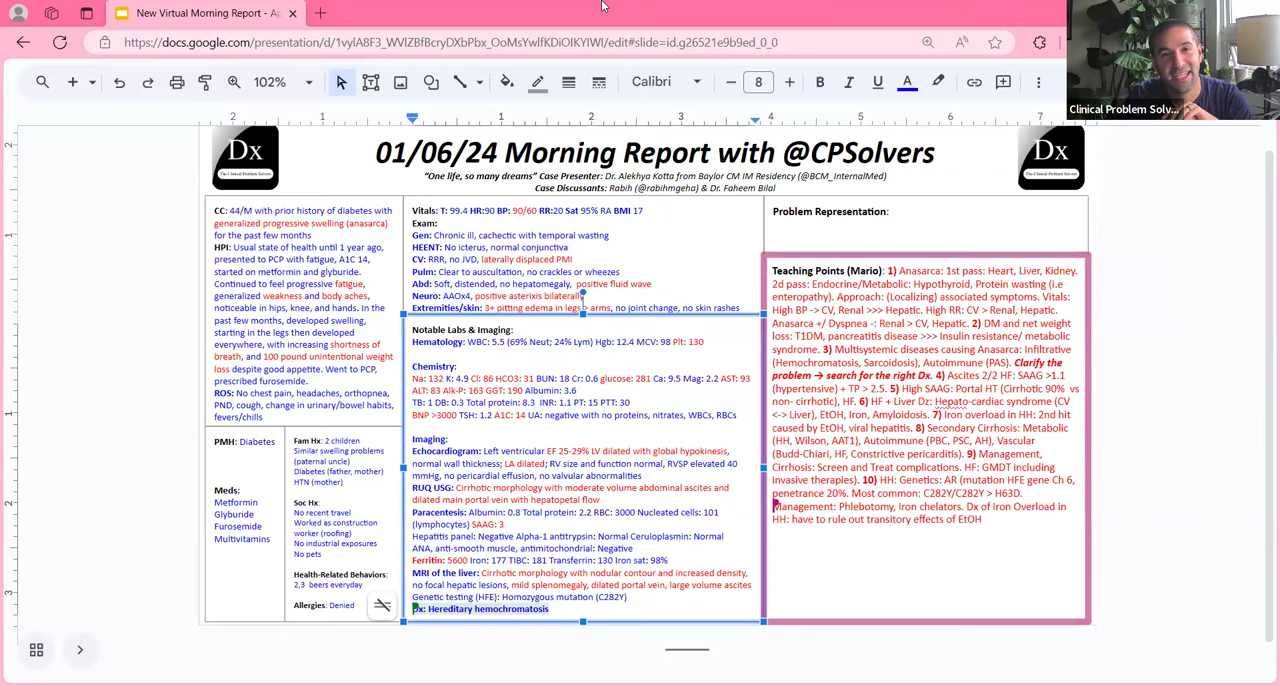 New Virtual Morning Report - Ap
https://docs.google.com/presentation/d/1vylA8F3_WVlZBfBcryDXbPbx_OoMsYwlfKDiOIKYIWI/edit#slide=id.g26521e9b9ed_0_0
102%
Calibri
8
B I U A
Clinical Problem Solv...
2 1 1 2 3 4 5 6 7
Dx
The Clinical Problem Solvers
01/06/24 Morning Report with @CPSolvers
“One life, so many dreams” Case Presenter: Dr. Alekhya Kotta from Baylor CM IM Residency (@BCM_InternalMed)
Case Discussants: Rabih (@rabihmgeha) & Dr. Faheem Bilal
Dx
The Clinical Problem Solvers
CC: 44/M with prior history of diabetes with
generalized progressive swelling (anasarca)
for the past few months
HPI: Usual state of health until 1 year ago,
presented to PCP with fatigue, A1C 14,
started on metformin and glyburide.
Continued to feel progressive fatigue,
generalized weakness and body aches,
noticeable in hips, knee, and hands. In the
past few months, developed swelling,
starting in the legs then developed
everywhere, with increasing shortness of
breath, and 100 pound unintentional weight
loss despite good appetite. Went to PCP,
prescribed furosemide.
ROS: No chest pain, headaches, orthopnea,
PND, cough, change in urinary/bowel habits,
fevers/chills
PMH: Diabetes
Meds:
Metformin
Glyburide
Furosemide
Multivitamins
Fam Hx: 2 children
Similar swelling problems
(paternal uncle)
Diabetes (father, mother)
HTN (mother)
Soc Hx:
No recent travel
Worked as construction
worker (roofing)
No industrial exposures
No pets
Health-Related Behaviors:
2,3 beers everyday
Allergies: Denied
Vitals: T: 99.4 HR:90 BP: 90/60 RR:20 Sat 95% RA BMI 17
Exam:
Gen: Chronic ill, cachectic with temporal wasting
HEENT: No icterus, normal conjunctiva
CV: RRR, no JVD, laterally displaced PMI
Pulm: Clear to auscultation, no crackles or wheezes
Abd: Soft, distended, no hepatomegaly, positive fluid wave
Neuro: AAOx4, positive asterixis bilaterally
Extremities/skin: 3+ pitting edema in legs > arms, no joint change, no skin rashes
Notable Labs & Imaging:
Hematology: WBC: 5.5 (69% Neut; 24% Lym) Hgb: 12.4 MCV: 98 Plt: 130
Chemistry:
Na: 132 K: 4.9 Cl: 86 HCO3: 31 BUN: 18 Cr: 0.6 glucose: 281 Ca: 9.5 Mag: 2.2 AST: 93
ALT: 83 Alk-P: 163 GGT: 190 Albumin: 3.6
TB: 1 DB: 0.3 Total protein: 8.3 INR: 1.1 PT: 15 PTT: 30
BNP >3000 TSH: 1.2 A1C: 14 UA: negative with no proteins, nitrates, WBCs, RBCs
Imaging:
Echocardiogram: Left ventricular EF 25-29% LV dilated with global hypokinesis,
normal wall thickness; LA dilated; RV size and function normal, RVSP elevated 40
mmHg, no pericardial effusion, no valvular abnormalities
RUQ USG: Cirrhotic morphology with moderate volume abdominal ascites and
dilated main portal vein with hepatopetal flow
Paracentesis: Albumin: 0.8 Total protein: 2.2 RBC: 3000 Nucleated cells: 101
(lymphocytes) SAAG: 3
Hepatitis panel: Negative Alpha-1 antitrypsin: Normal Ceruloplasmin: Normal
ANA, anti-smooth muscle, antimitochondrial: Negative
Ferritin: 5600 Iron: 177 TIBC: 181 Transferrin: 130 Iron sat: 98%
MRI of the liver: Cirrhotic morphology with nodular contour and increased density,
no focal hepatic lesions, mild splenomegaly, dilated portal vein, large volume ascites
Genetic testing (HFE): Homozygous mutation (C282Y)
Dx: Hereditary hemochromatosis
Problem Representation:
Teaching Points (Mario): 1) Anasarca: 1st pass: Heart, Liver, Kidney.
2d pass: Endocrine/Metabolic: Hypothyroid, Protein wasting (i.e
enteropathy). Approach: (Localizing) associated symptoms. Vitals:
High BP -> CV, Renal >>> Hepatic. High RR: CV > Renal, Hepatic.
Anasarca +/ Dyspnea -: Renal > CV, Hepatic. 2) DM and net weight
loss: T1DM, pancreatitis disease >>> Insulin resistance/ metabolic
syndrome. 3) Multisystemic diseases causing Anasarca: Infiltrative
(Hemochromatosis, Sarcoidosis), Autoimmune (PAS). Clarify the
problem → search for the right Dx. 4) Ascites 2/2 HF: SAAG >1.1
(hypertensive) + TP > 2.5. 5) High SAAG: Portal HT (Cirrhotic 90% vs
non- cirrhotic), HF. 6) HF + Liver Dz: Hepato-cardiac syndrome (CV
<-> Liver), EtOH, Iron, Amyloidosis. 7) Iron overload in HH: 2nd hit
caused by EtOH, viral hepatitis. 8) Secondary Cirrhosis: Metabolic
(HH, Wilson, AAT1), Autoimmune (PBC, PSC, AH), Vascular
(Budd-Chiari, HF, Constrictive pericarditis). 9) Management,
Cirrhosis: Screen and Treat complications. HF: GMDT including
invasive therapies). 10) HH: Genetics: AR (mutation HFE gene Ch 6,
penetrance 20%. Most common: C282Y/C282Y > H63D.
Management: Phlebotomy, Iron chelators. Dx of Iron Overload in
HH: have to rule out transitory effects of EtOH